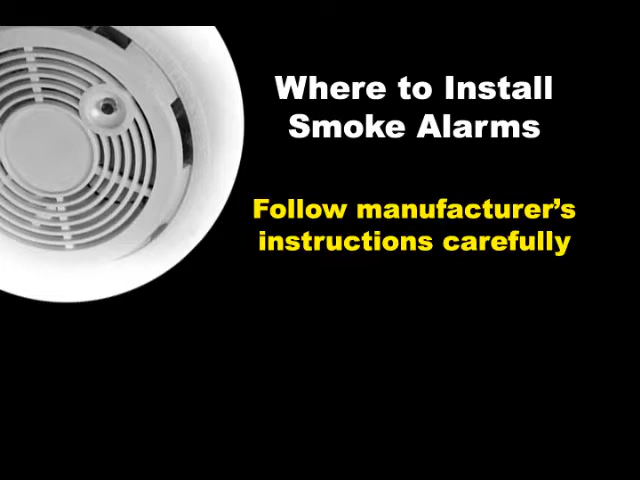 Where to Install
Smoke Alarms
Follow manufacturer’s
instructions carefully